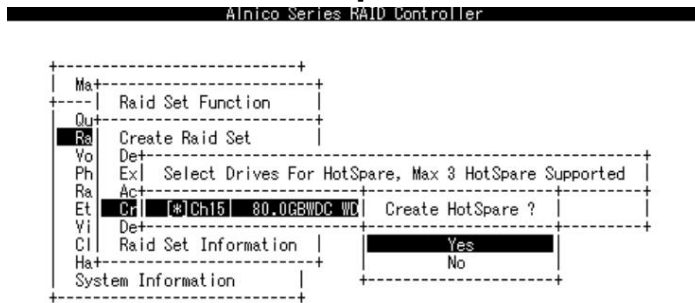 Alnico Series RAID Controller
Ma
Raid Set Function
Qu
Ra Create Raid Set
Vo De
Ph Ex Select Drives For HotSpare, Max 3 HotSpare Supported
Ra Ac
Et Cr [*]Ch15| 80.0GBWDC WD Create HotSpare ?
Vi De
Cl Raid Set Information Yes
Ha No
System Information